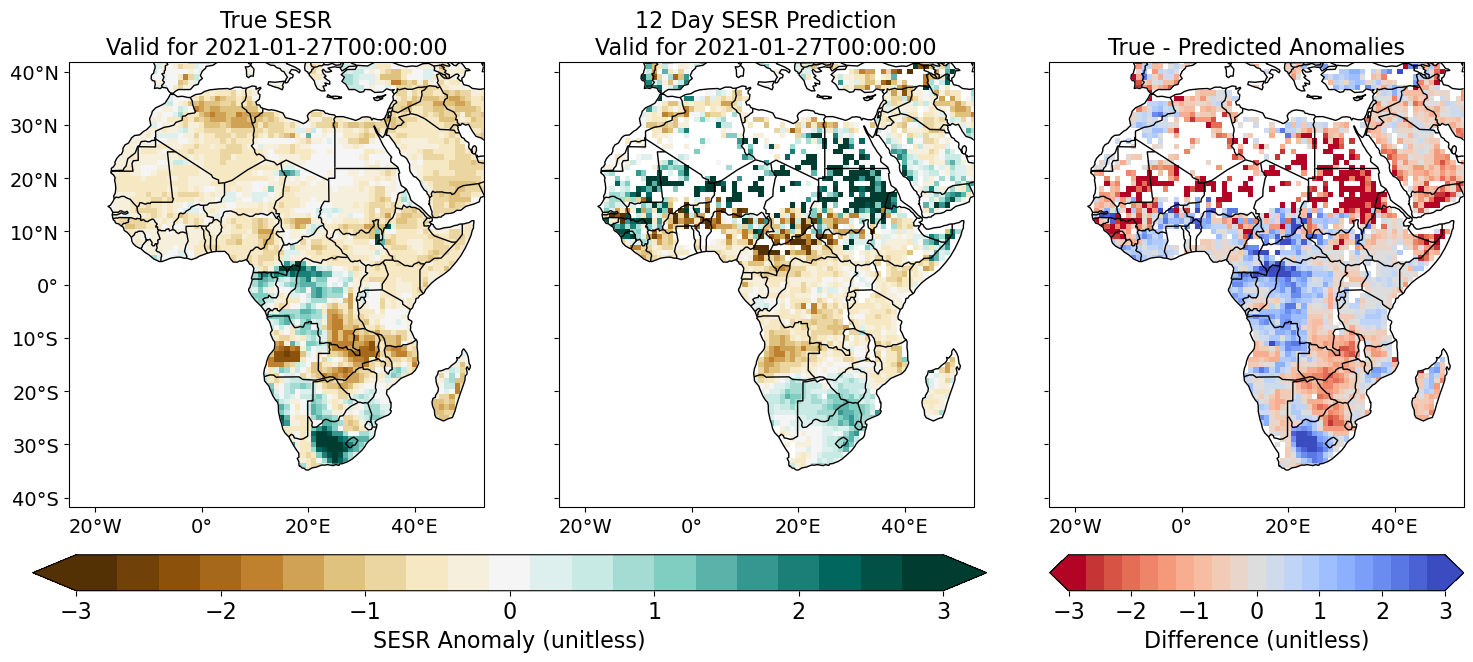 True SESR
Valid for 2021-01-27T00:00:00
12 Day SESR Prediction
Valid for 2021-01-27T00:00:00
True - Predicted Anomalies
40°N
30°N
20°N
10°N
0°
10°S
20°S
30°S
40°S
20°W 0° 20°E 40°E
20°W 0° 20°E 40°E
20°W 0° 20°E 40°E
−3 −2 −1 0 1 2 3
SESR Anomaly (unitless)
−3 −2 −1 0 1 2 3
Difference (unitless)